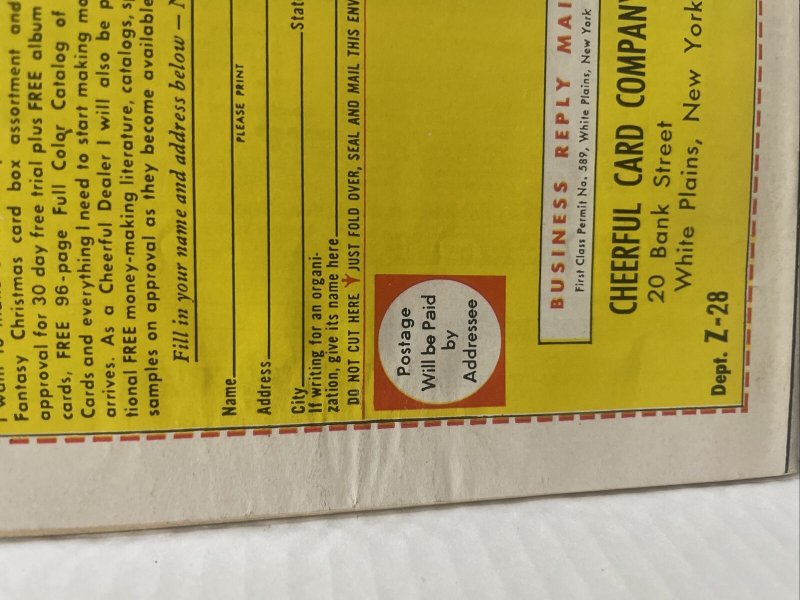 Fantasy Christmas card box assortment and
approval for 30 day free trial plus FREE album
cards, FREE 96-page Full Color Catalog of
Cards and everything I need to start making mo
arrives. As a Cheerful Dealer I will also be p
tional FREE money-making literature, catalogs, s
samples on approval as they become available
Fill in your name and address below — N
Name
PLEASE PRINT
Address
City State
If writing for an organi-
zation, give its name here
DO NOT CUT HERE JUST FOLD OVER, SEAL AND MAIL THIS ENV
Postage
Will be Paid
by
Addressee
BUSINESS REPLY MAI
First Class Permit No. 589, White Plains, New York
CHEERFUL CARD COMPANY
20 Bank Street
White Plains, New York
Dept. Z-28